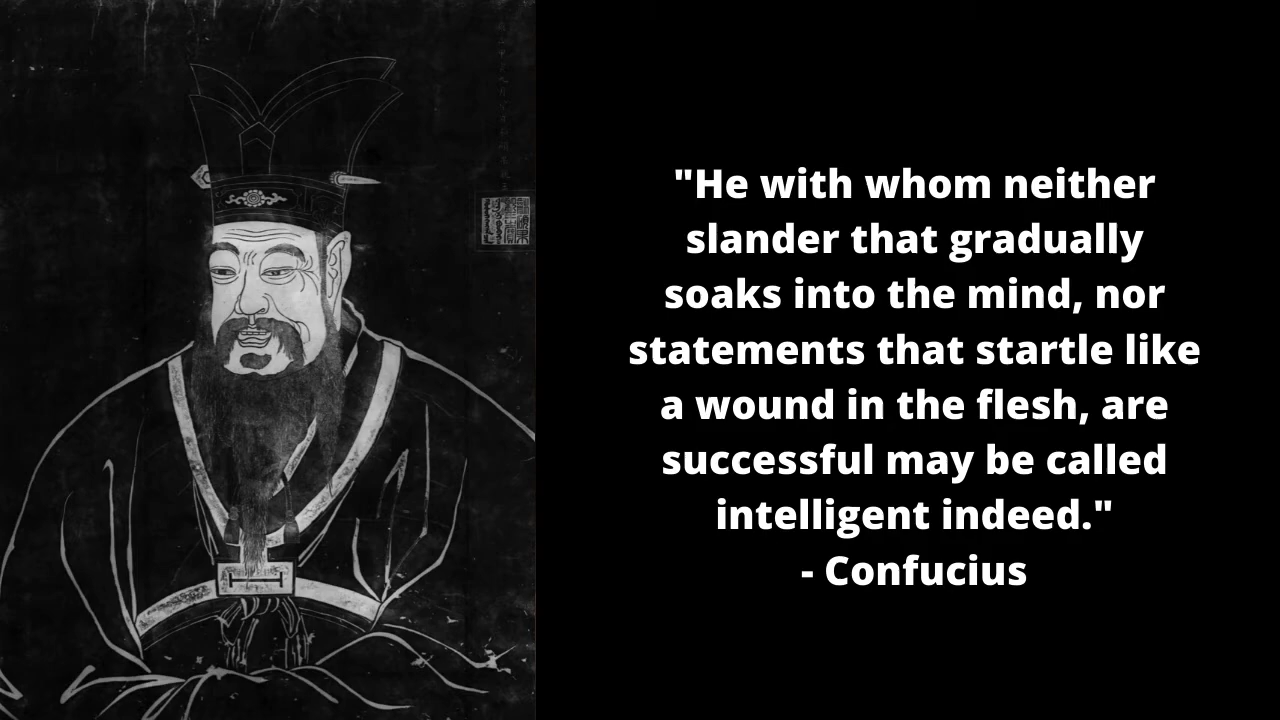 "He with whom neither
slander that gradually
soaks into the mind, nor
statements that startle like
a wound in the flesh, are
successful may be called
intelligent indeed."
- Confucius